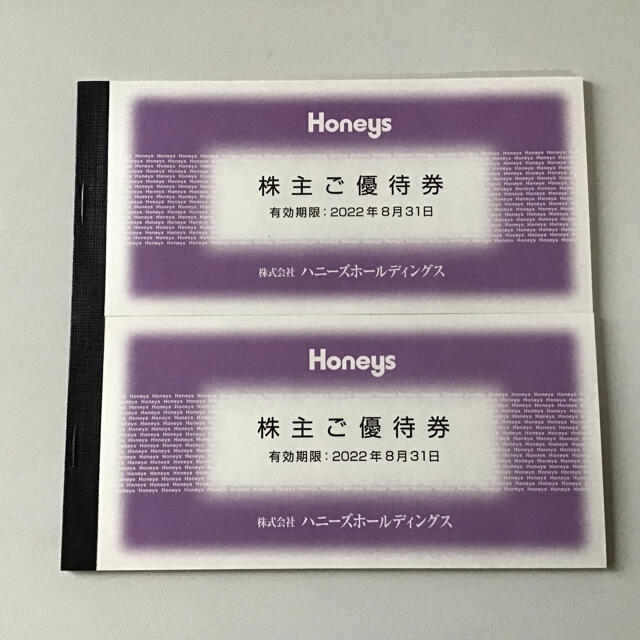 Honeys
株主ご優待券
有効期限：2022年8月31日
株式会社 ハニーズホールディングス
Honeys
株主ご優待券
有効期限：2022年8月31日
株式会社 ハニーズホールディングス